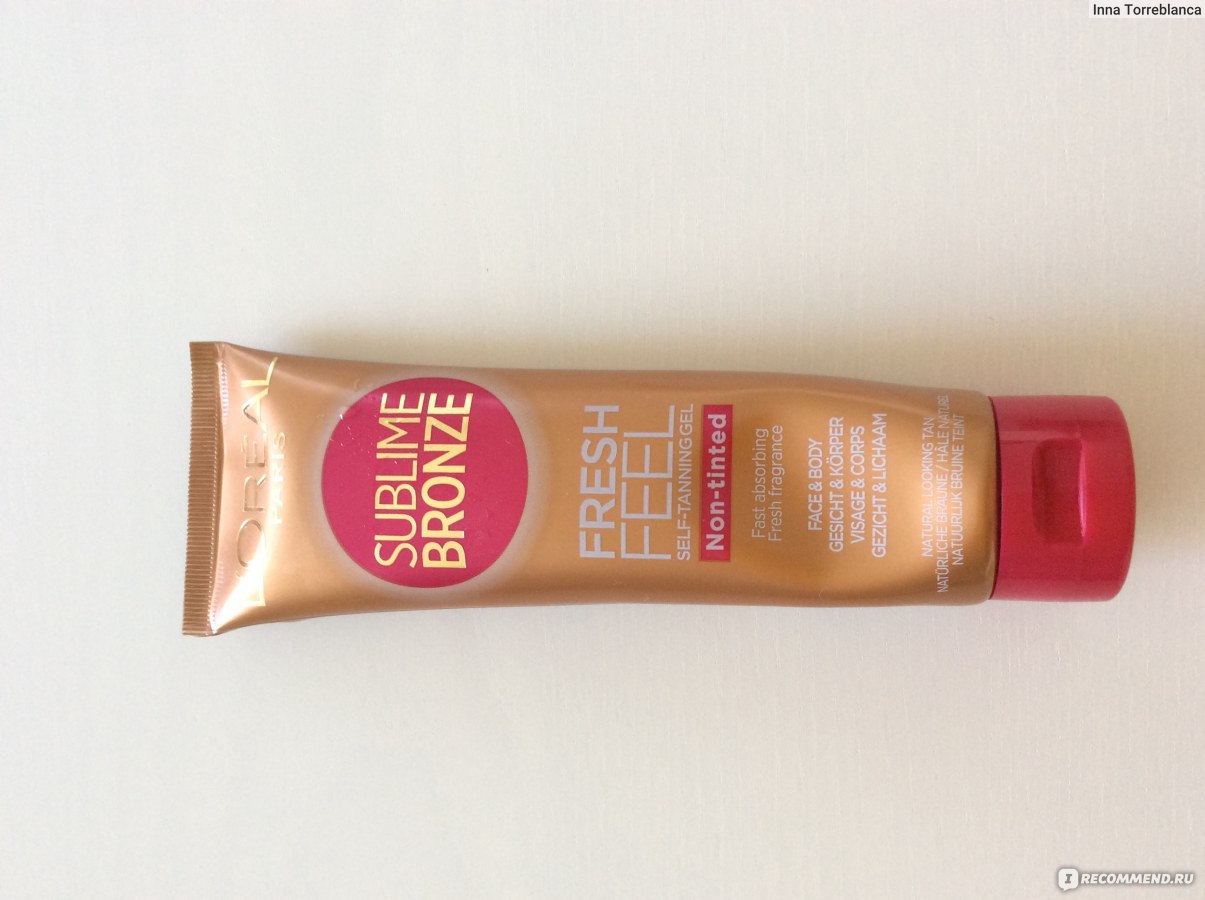 Inna Torreblanca
L'ORÉAL
PARIS
SUBLIME
BRONZE
FRESH
FEEL
SELF-TANNING GEL
Non-tinted
Fast absorbing
Fresh fragrance
FACE & BODY
GESICHT & KÖRPER
VISAGE & CORPS
GEZICHT & LICHAAM
NATURAL LOOKING TAN
NATÜRLICHE BRÄUNE / HÂLE NATUREL
NATUURLIJK BRUINE TEINT
IRECOMMEND.RU